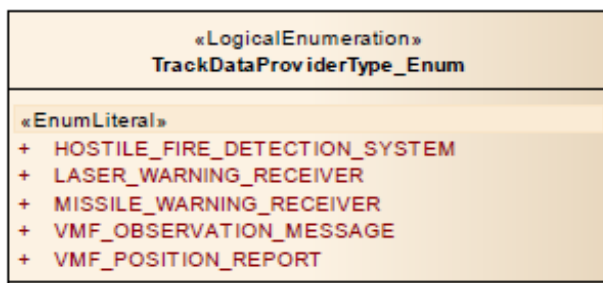 «LogicalEnumeration»
TrackDataProviderType_Enum
«EnumLiteral»
+ HOSTILE_FIRE_DETECTION_SYSTEM
+ LASER_WARNING_RECEIVER
+ MISSILE_WARNING_RECEIVER
+ VMF_OBSERVATION_MESSAGE
+ VMF_POSITION_REPORT